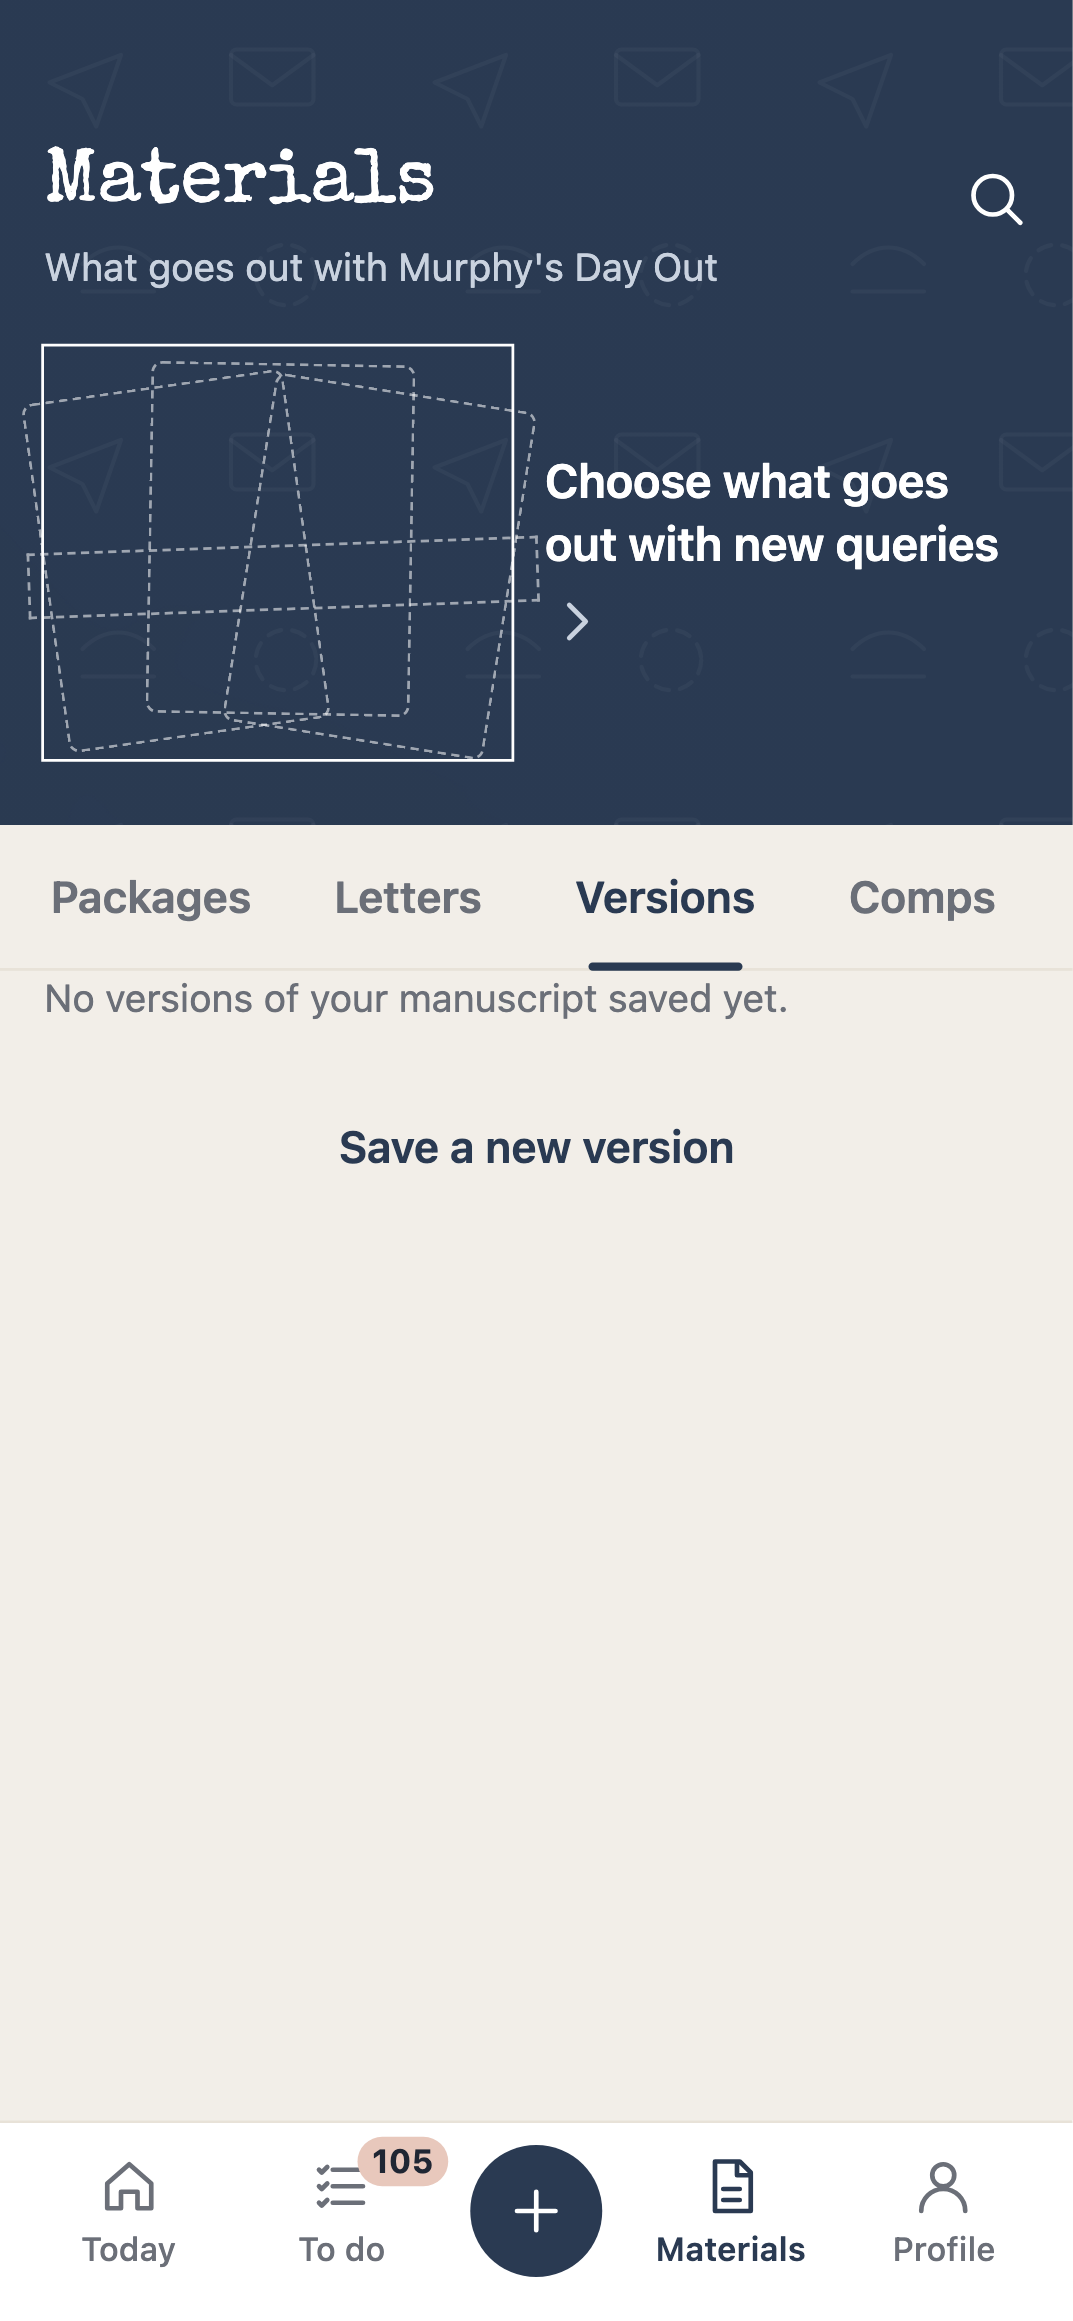 Materials
What goes out with Murphy's Day Out
Choose what goes
out with new queries
Packages
Letters
Versions
Comps
No versions of your manuscript saved yet.
Save a new version
105
Today
To do
Materials
Profile